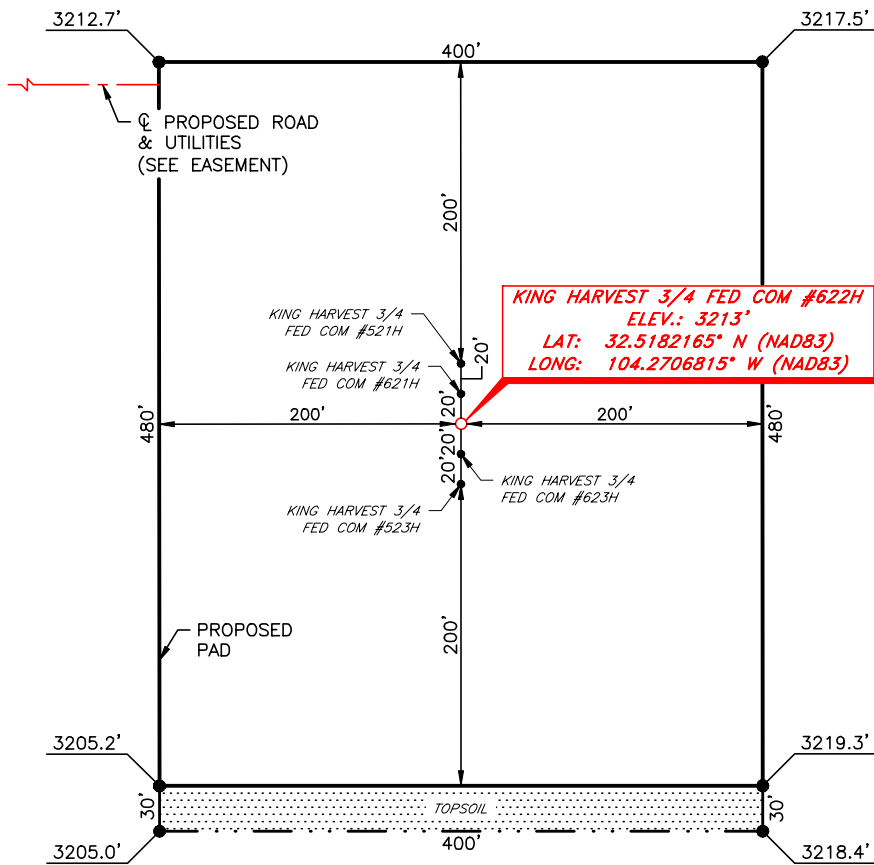 3212.7'
3217.5'
400'
℄ PROPOSED ROAD
& UTILITIES
(SEE EASEMENT)
200'
KING HARVEST 3/4
FED COM #521H
KING HARVEST 3/4 FED COM #622H
ELEV.: 3213'
LAT: 32.5182165° N (NAD83)
LONG: 104.2706815° W (NAD83)
20'
KING HARVEST 3/4
FED COM #621H
20'
480'
200'
200'
480'
20'
20'
KING HARVEST 3/4
FED COM #623H
KING HARVEST 3/4
FED COM #523H
200'
PROPOSED
PAD
3205.2'
3219.3'
30'
TOPSOIL
30'
400'
3205.0'
3218.4'